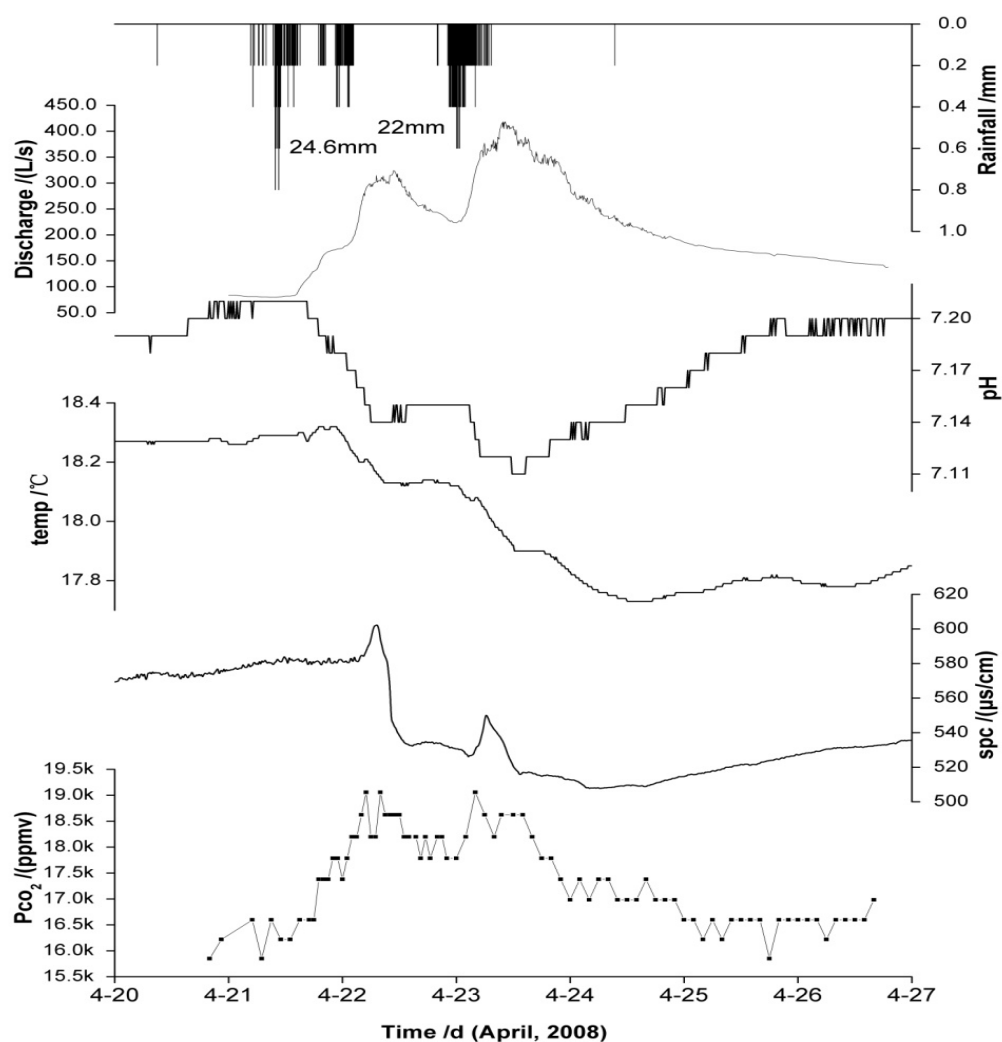 0.0
0.2
0.4
0.6
0.8
1.0
Rainfall /mm
24.6mm
22mm
450.0
400.0
350.0
300.0
250.0
200.0
150.0
100.0
50.0
Discharge /(L/s)
7.20
7.17
7.14
7.11
pH
18.4
18.2
18.0
17.8
temp /℃
620
600
580
560
540
520
500
spc /(μs/cm)
19.5k
19.0k
18.5k
18.0k
17.5k
17.0k
16.5k
16.0k
15.5k
Pco2 /(ppmv)
4-20 4-21 4-22 4-23 4-24 4-25 4-26 4-27
Time /d (April, 2008)